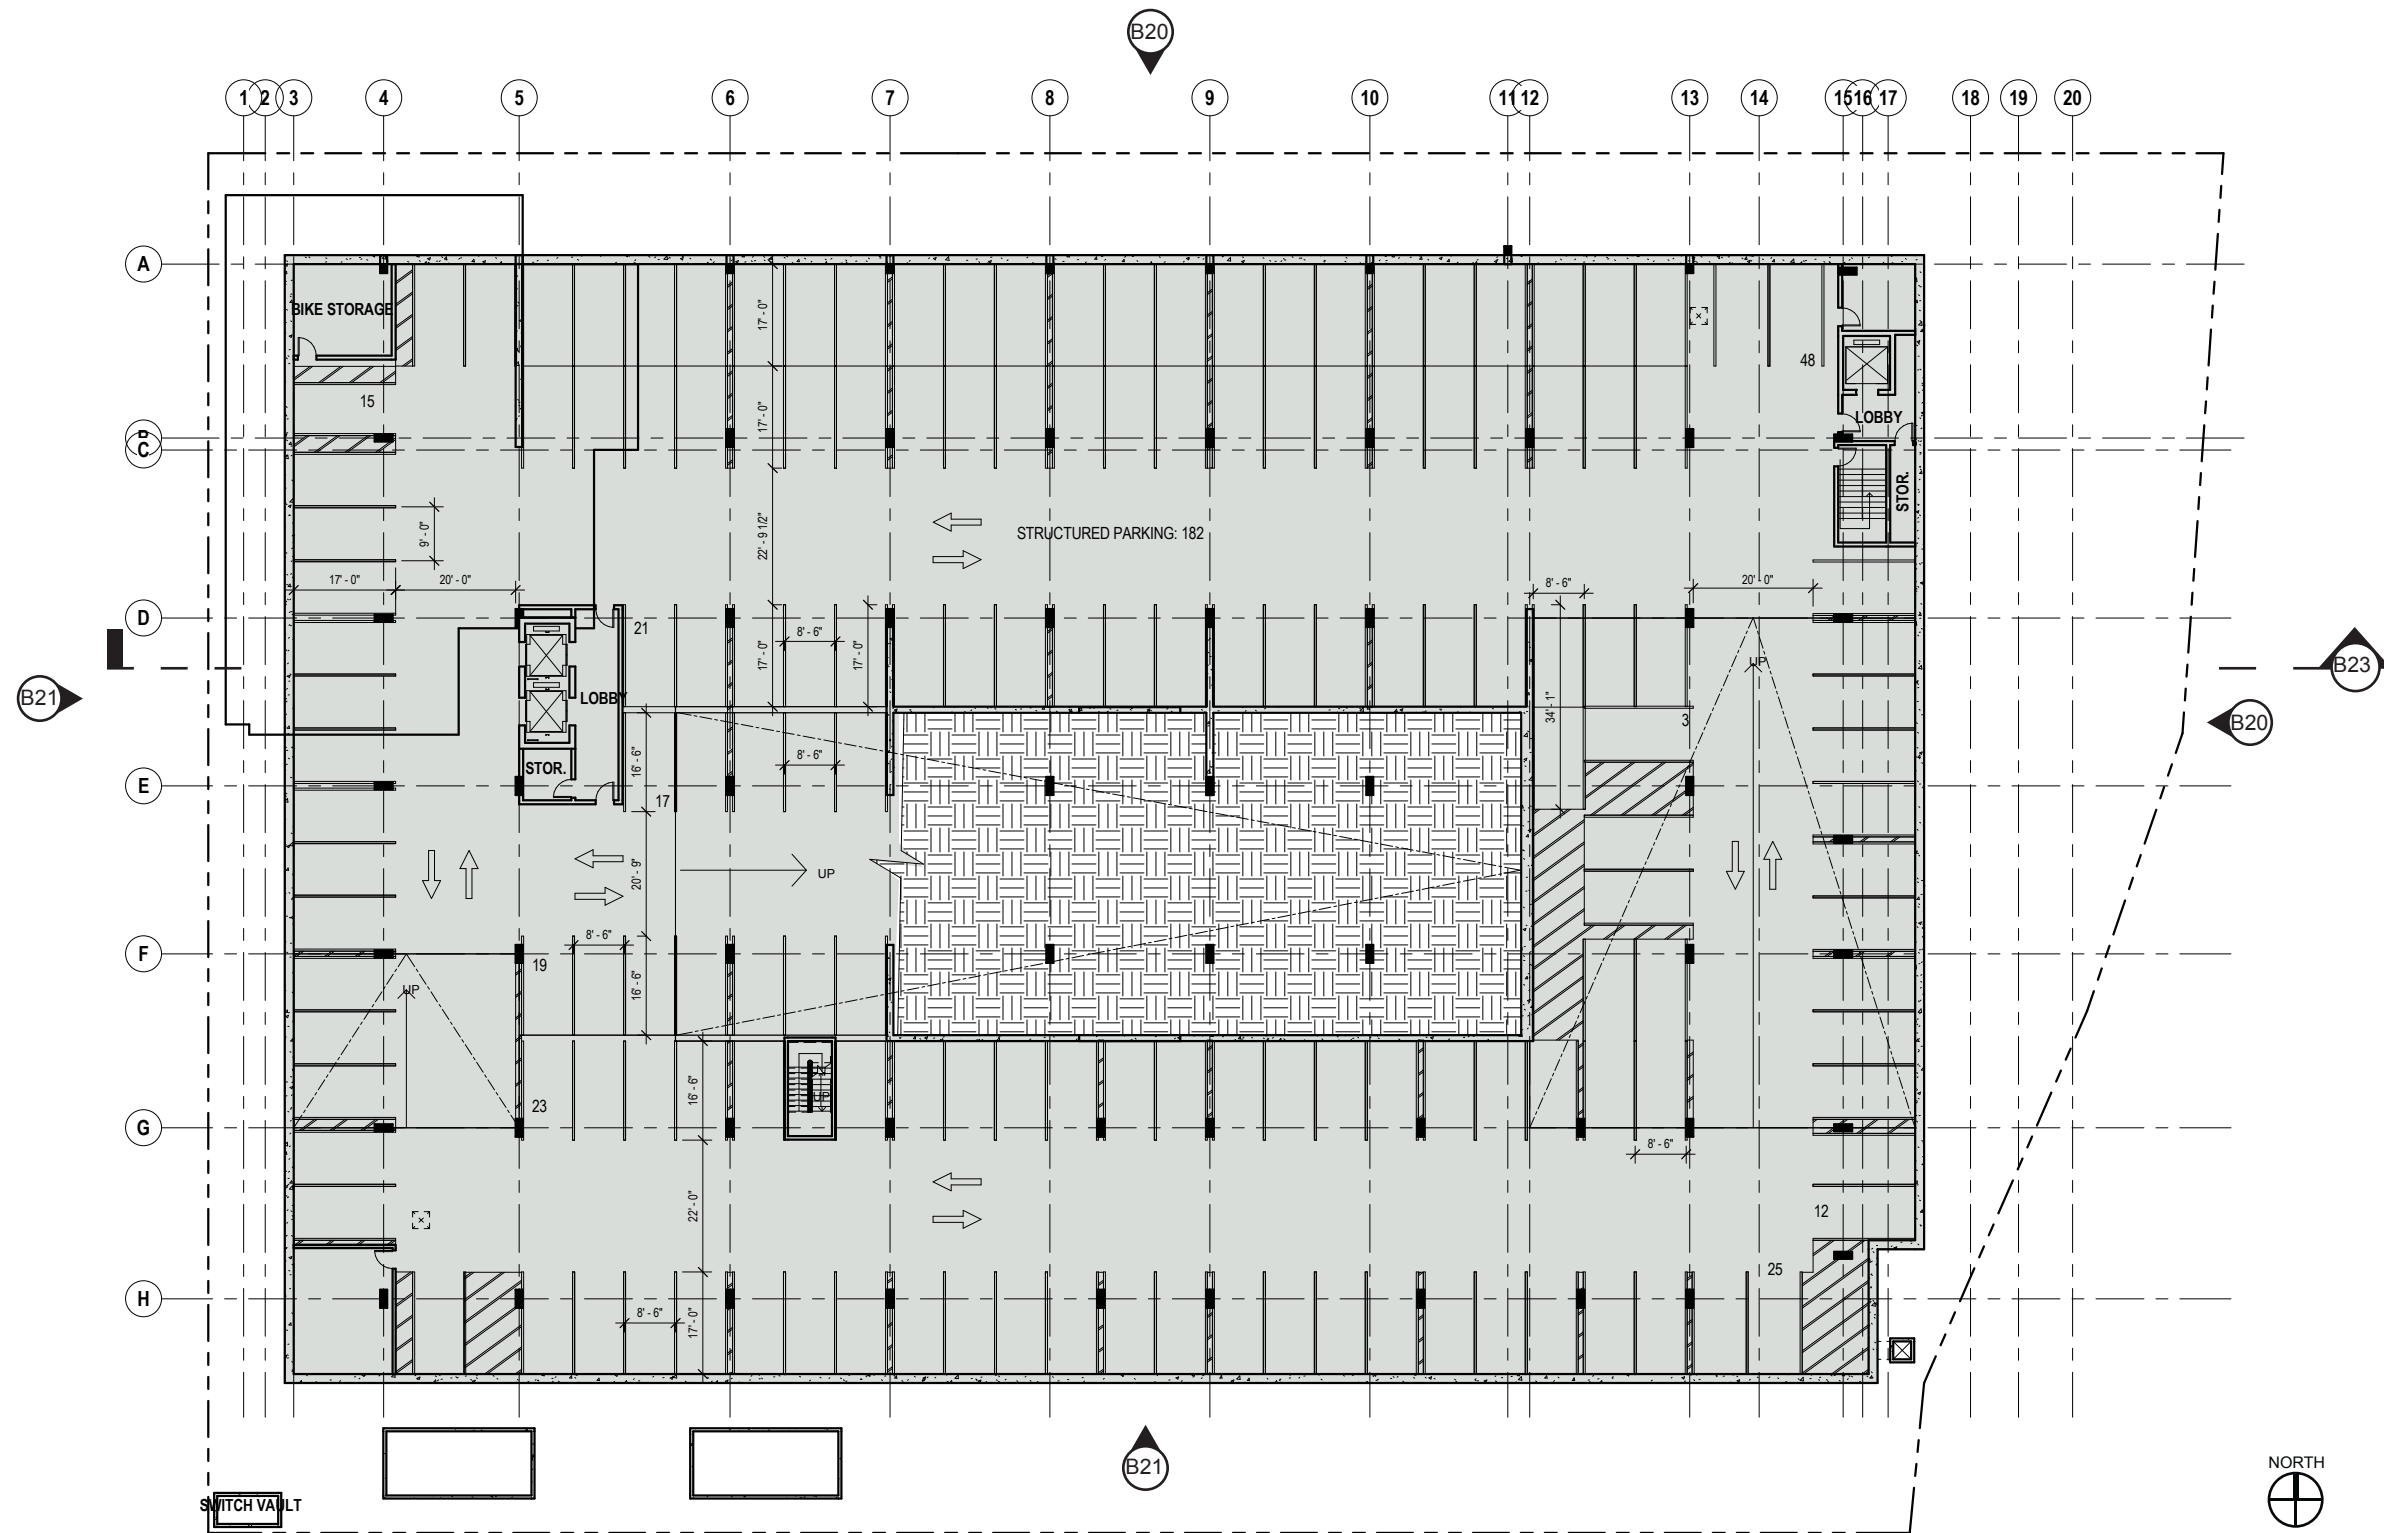 B20
1 2 3 4 5 6 7 8 9 10 11 12 13 14 15 16 17 18 19 20
A
17' - 0"
BIKE STORAGE
48
15
17' - 0"
LOBBY
B
C
STOR.
22' - 9 1/2"
STRUCTURED PARKING: 182
9' - 0"
17' - 0" 20' - 0" 8' - 6" 20' - 0"
D
21
8' - 6"
17' - 0" 17' - 0"
UP
B23
B21
LOBBY
34' - 1"
3
B20
8' - 6"
16' - 6"
STOR.
E
17
20' - 9"
UP
8' - 6"
F
19
16' - 6"
UP
16' - 6"
UP
23
G
8' - 6"
22' - 0"
12
25
H
8' - 6"
17' - 0"
B21
NORTH
SWITCH VAULT